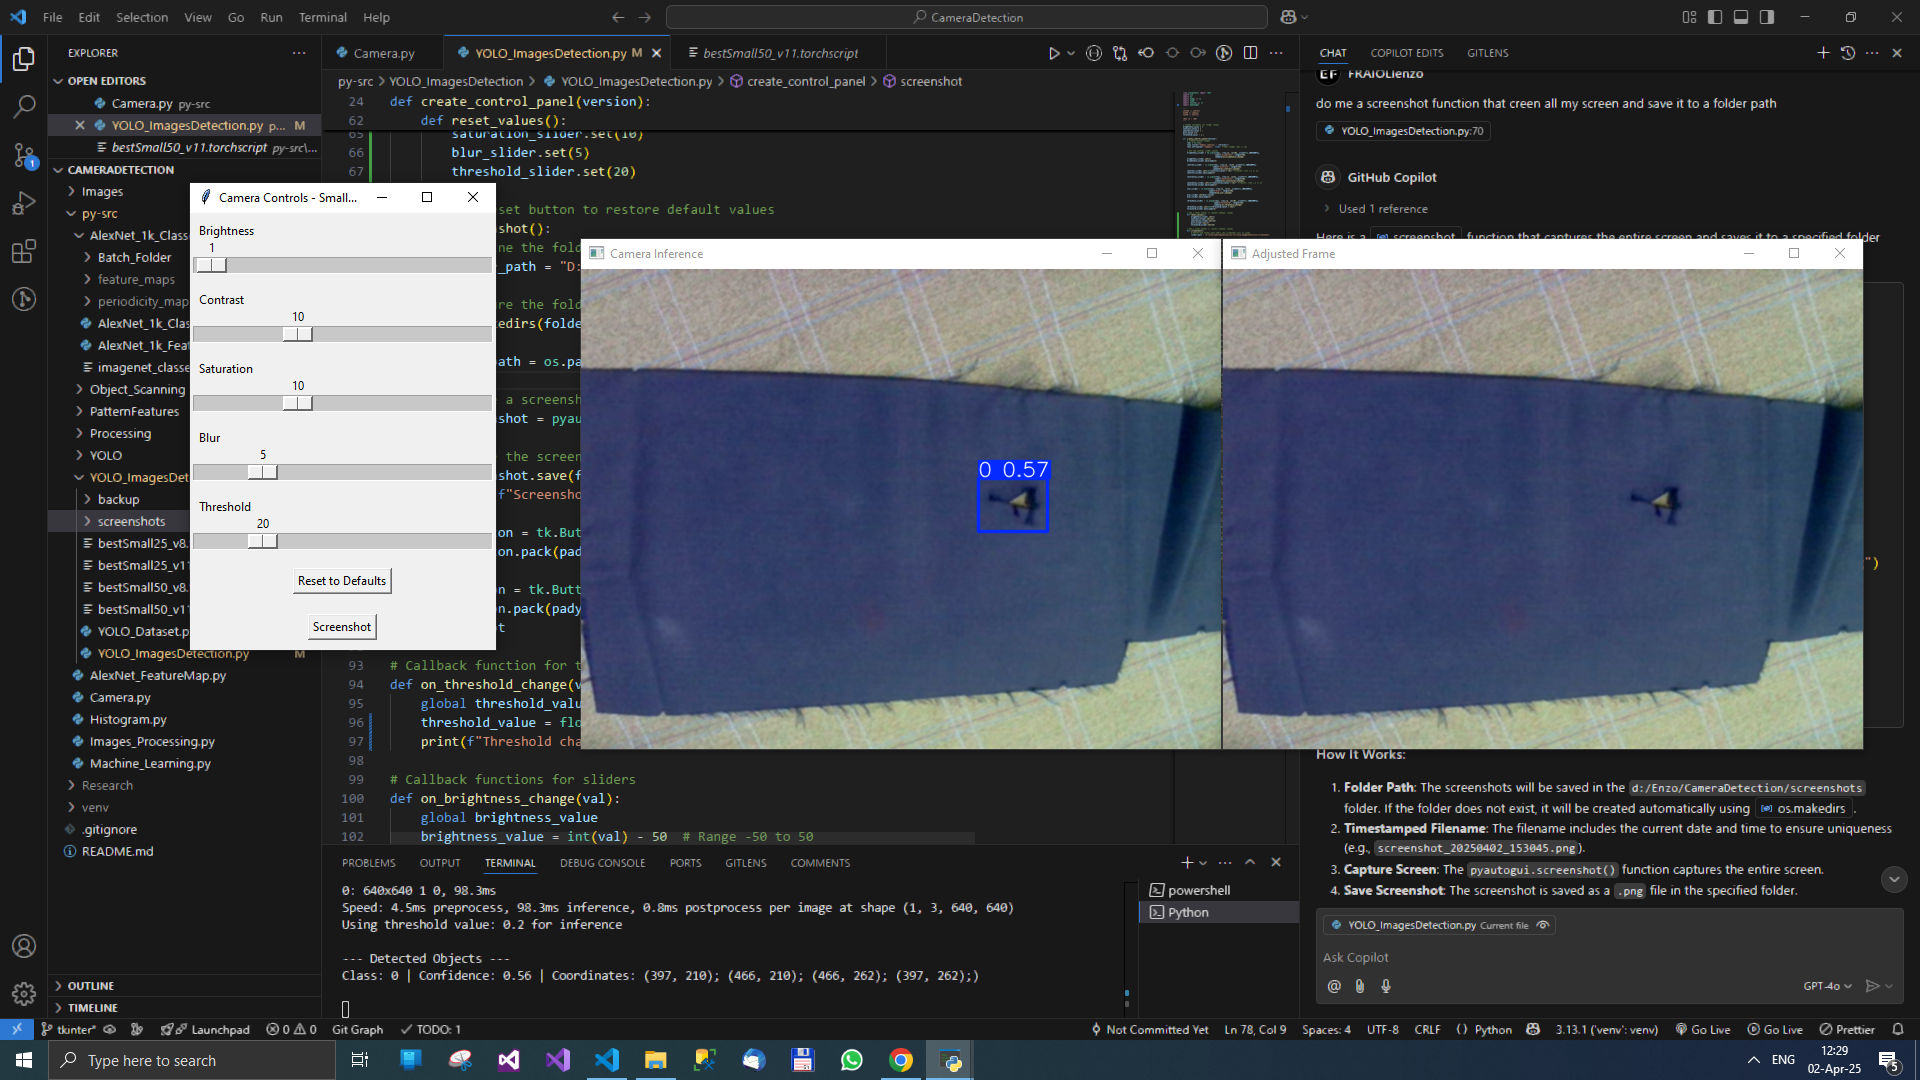 File Edit Selection View Go Run Terminal Help
CameraDetection
EXPLORER
OPEN EDITORS
Camera.py py-src
YOLO_ImagesDetection.py p... M
bestSmall50_v11.torchscript py-src\...
CAMERADETECTION
Images
py-src
AlexNet_1k_Class
Batch_Folder
feature_maps
periodicity_map
AlexNet_1k_Clas
AlexNet_1k_Feat
imagenet_classe
Object_Scanning
PatternFeatures
Processing
YOLO
YOLO_ImagesDet
backup
screenshots
bestSmall25_v8.
bestSmall25_v11
bestSmall50_v8.
bestSmall50_v11
YOLO_Dataset.p
YOLO_ImagesDetection.py M
AlexNet_FeatureMap.py
Camera.py
Histogram.py
Images_Processing.py
Machine_Learning.py
Research
venv
.gitignore
README.md
OUTLINE
TIMELINE
Camera.py
YOLO_ImagesDetection.py M
bestSmall50_v11.torchscript
py-src > YOLO_ImagesDetection > YOLO_ImagesDetection.py > create_control_panel > screenshot
24 def create_control_panel(version):
62 def reset_values():
65 saturation_slider.set(10)
66 blur_slider.set(5)
67 threshold_slider.set(20)
set button to restore default values
shot():
ne the fold
_path = "D:
re the fold
edirs(folde
path = os.pa
a screensh
shot = pyau
the screen
shot.save(f
f"Screensho
on = tk.But
on.pack(pad
n = tk.Butt
n.pack(pady
t
93 # Callback function for t
94 def on_threshold_change(v
95 global threshold_valu
96 threshold_value = flo
97 print(f"Threshold cha
98
99 # Callback functions for sliders
100 def on_brightness_change(val):
101 global brightness_value
102 brightness_value = int(val) - 50 # Range -50 to 50
Camera Controls - Small...
Brightness
1
Contrast
10
Saturation
10
Blur
5
Threshold
20
Reset to Defaults
Screenshot
Camera Inference
0 0.57
Adjusted Frame
PROBLEMS OUTPUT TERMINAL DEBUG CONSOLE PORTS GITLENS COMMENTS
0: 640x640 1 0, 98.3ms
Speed: 4.5ms preprocess, 98.3ms inference, 0.8ms postprocess per image at shape (1, 3, 640, 640)
Using threshold value: 0.2 for inference
--- Detected Objects ---
Class: 0 | Confidence: 0.56 | Coordinates: (397, 210); (466, 210); (466, 262); (397, 262);)
powershell
Python
CHAT COPILOT EDITS GITLENS
EF FRAIOLIenzo
do me a screenshot function that creen all my screen and save it to a folder path
YOLO_ImagesDetection.py:70
GitHub Copilot
Used 1 reference
Here is a screenshot function that captures the entire screen and saves it to a specified folder
")
How It Works:
1. Folder Path: The screenshots will be saved in the d:/Enzo/CameraDetection/screenshots
folder. If the folder does not exist, it will be created automatically using os.makedirs.
2. Timestamped Filename: The filename includes the current date and time to ensure uniqueness
(e.g., screenshot_20250402_153045.png).
3. Capture Screen: The pyautogui.screenshot() function captures the entire screen.
4. Save Screenshot: The screenshot is saved as a .png file in the specified folder.
YOLO_ImagesDetection.py Current file
Ask Copilot
GPT-4o
tkinter* Launchpad 0 0 Git Graph TODO: 1
Not Committed Yet Ln 78, Col 9 Spaces: 4 UTF-8 CRLF Python 3.13.1 ('venv': venv) Go Live Go Live Prettier
Type here to search
ENG
12:29
02-Apr-25
5